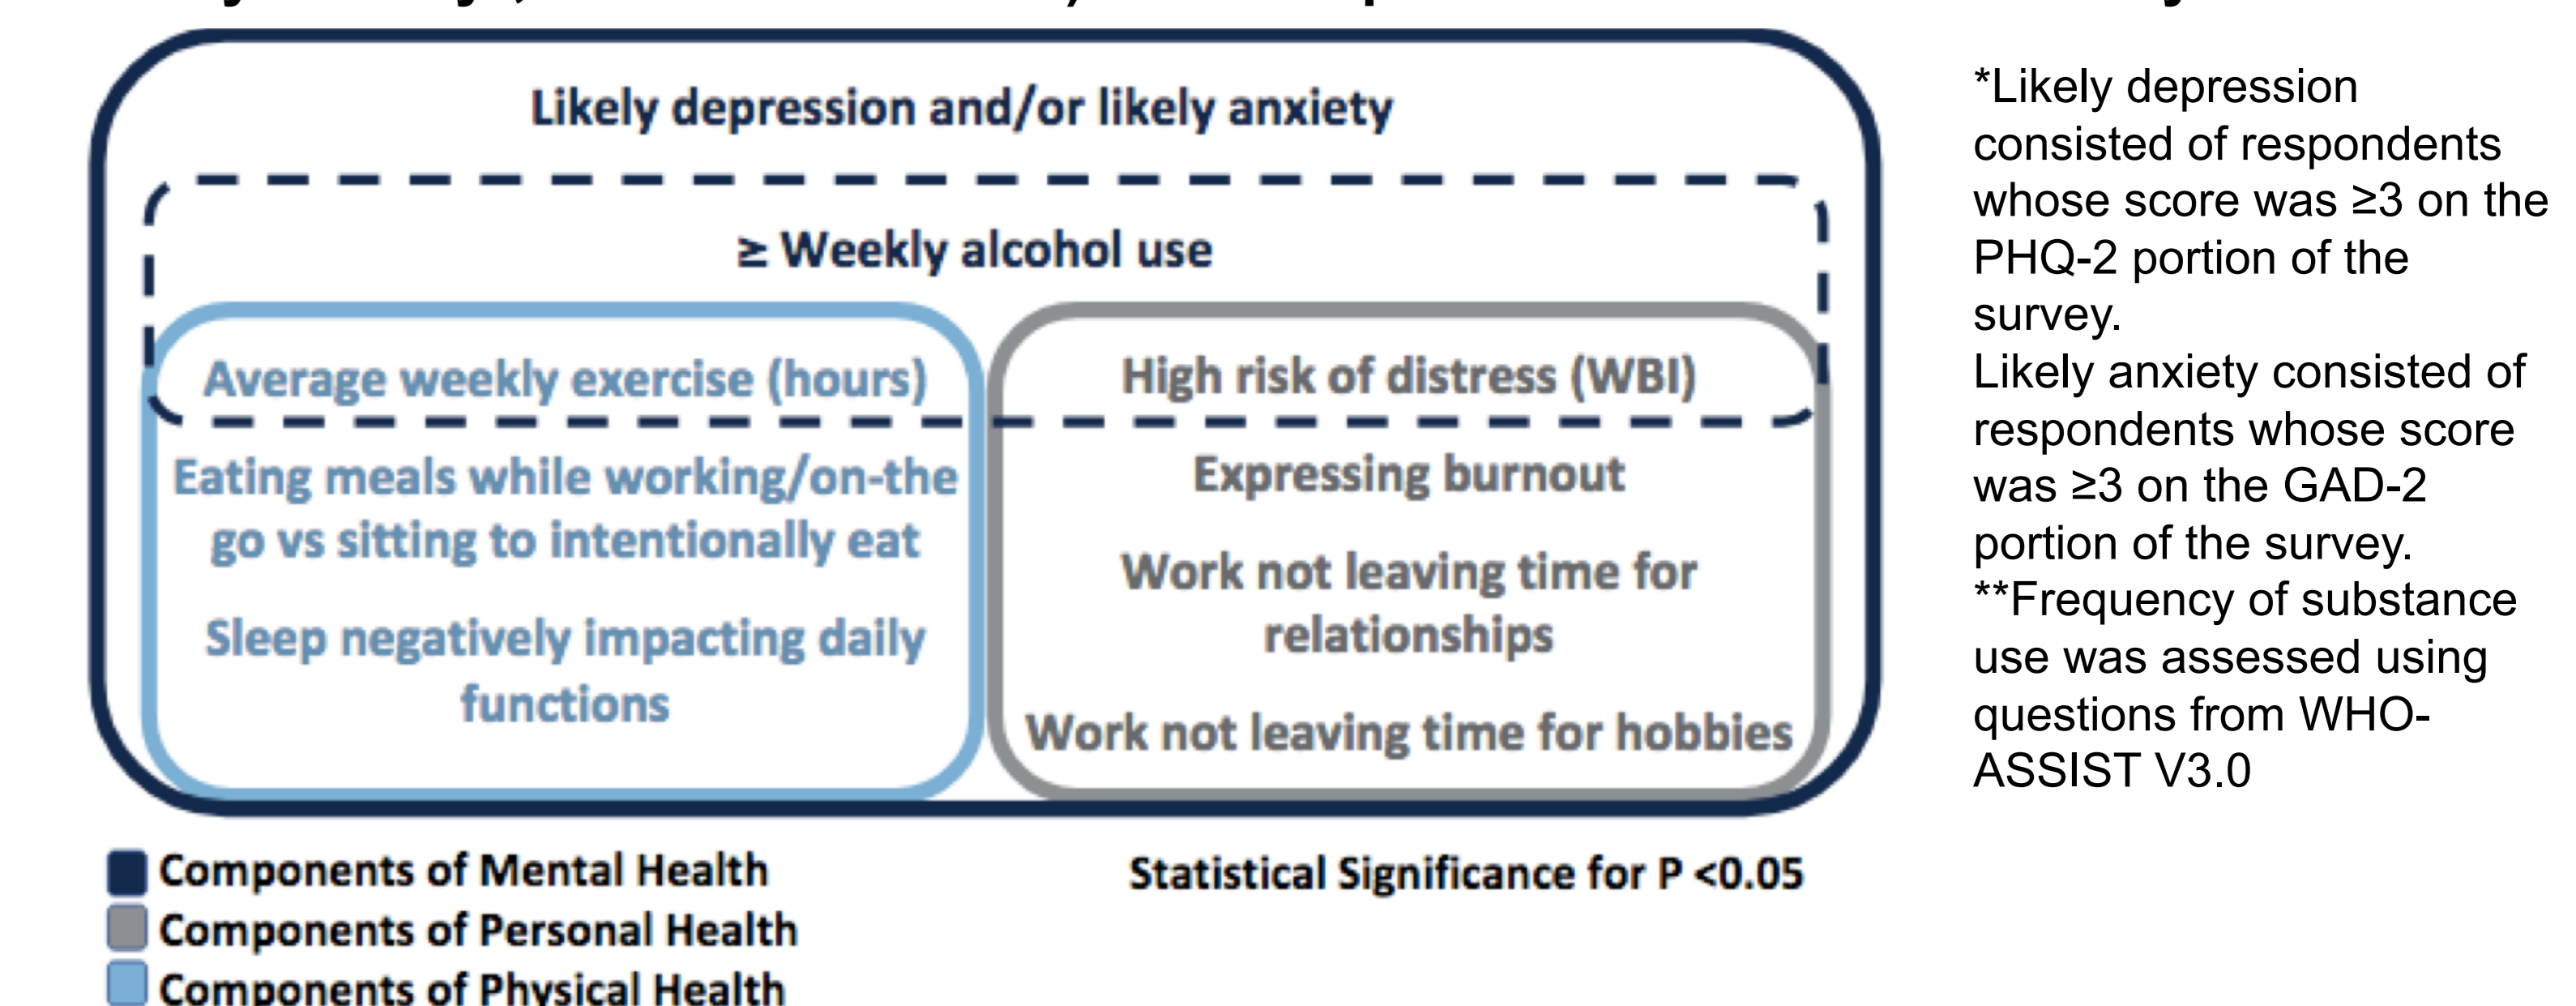 Likely depression and/or likely anxiety
≥ Weekly alcohol use
Average weekly exercise (hours)
Eating meals while working/on-the
go vs sitting to intentionally eat
Sleep negatively impacting daily
functions
High risk of distress (WBI)
Expressing burnout
Work not leaving time for
relationships
Work not leaving time for hobbies
Components of Mental Health
Components of Personal Health
Components of Physical Health
Statistical Significance for P <0.05
*Likely depression
consisted of respondents
whose score was ≥3 on the
PHQ-2 portion of the
survey.
Likely anxiety consisted of
respondents whose score
was ≥3 on the GAD-2
portion of the survey.
**Frequency of substance
use was assessed using
questions from WHO-
ASSIST V3.0